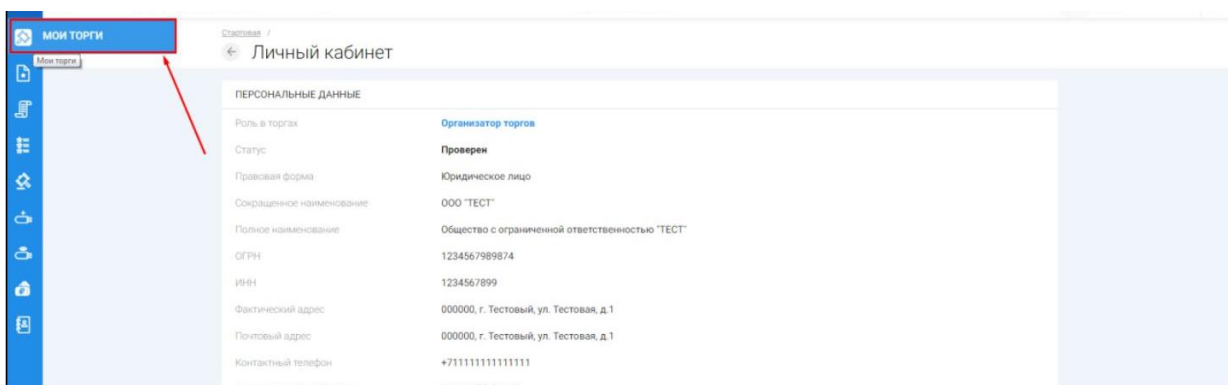 МОИ ТОРГИ
Мои торги
Стартовая /
Личный кабинет
ПЕРСОНАЛЬНЫЕ ДАННЫЕ
Роль в торгах Организатор торгов
Статус Проверен
Правовая форма Юридическое лицо
Сокращенное наименование ООО "ТЕСТ"
Полное наименование Общество с ограниченной ответственностью "ТЕСТ"
ОГРН 1234567989874
ИНН 1234567899
Фактический адрес 000000, г. Тестовый, ул. Тестовая, д.1
Почтовый адрес 000000, г. Тестовый, ул. Тестовая, д.1
Контактный телефон +711111111111111